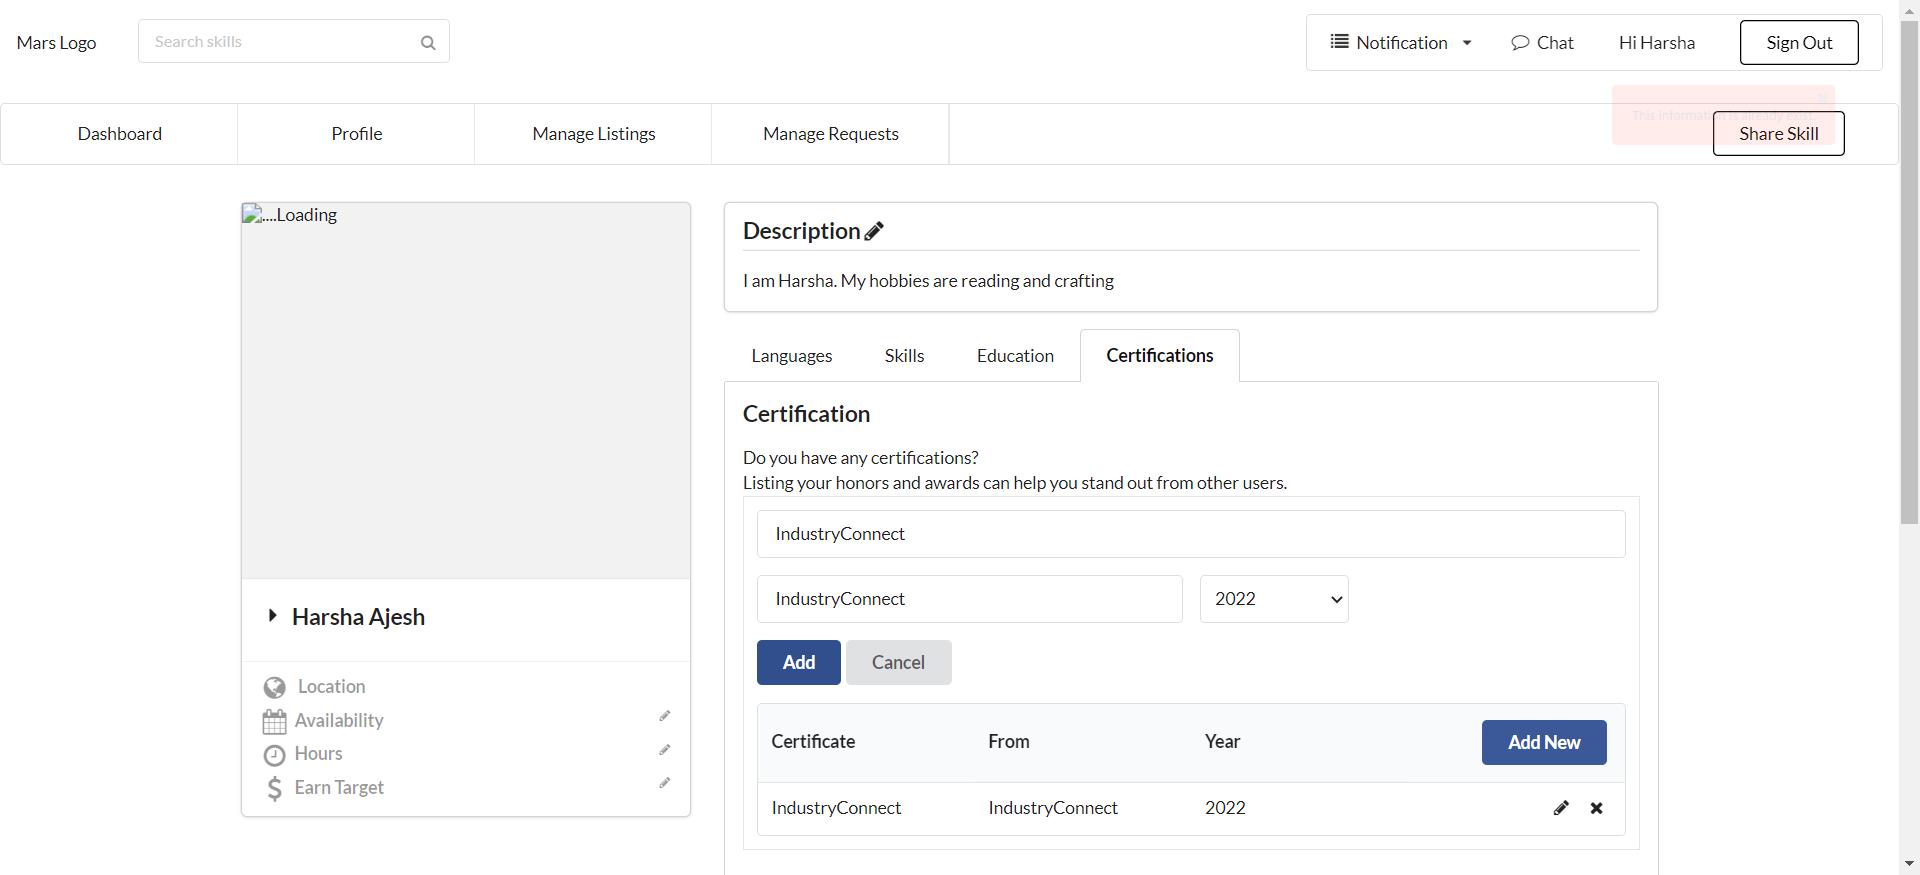 Mars Logo
Search skills
Notification
Chat
Hi Harsha
Sign Out
This information is already exist.
Dashboard
Profile
Manage Listings
Manage Requests
Share Skill
....Loading
Harsha Ajesh
Location
Availability
Hours
Earn Target
Description
I am Harsha. My hobbies are reading and crafting
Languages
Skills
Education
Certifications
Certification
Do you have any certifications?
Listing your honors and awards can help you stand out from other users.
IndustryConnect
IndustryConnect
2022
Add
Cancel
Certificate From Year
Add New
IndustryConnect IndustryConnect 2022